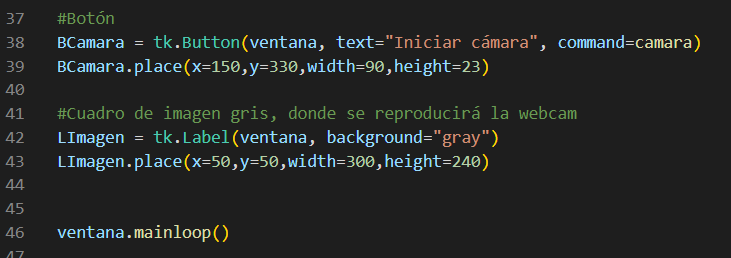 37 #Botón
38 BCamara = tk.Button(ventana, text="Iniciar cámara", command=camara)
39 BCamara.place(x=150,y=330,width=90,height=23)
40
41 #Cuadro de imagen gris, donde se reproducirá la webcam
42 LImagen = tk.Label(ventana, background="gray")
43 LImagen.place(x=50,y=50,width=300,height=240)
44
45
46 ventana.mainloop()
47